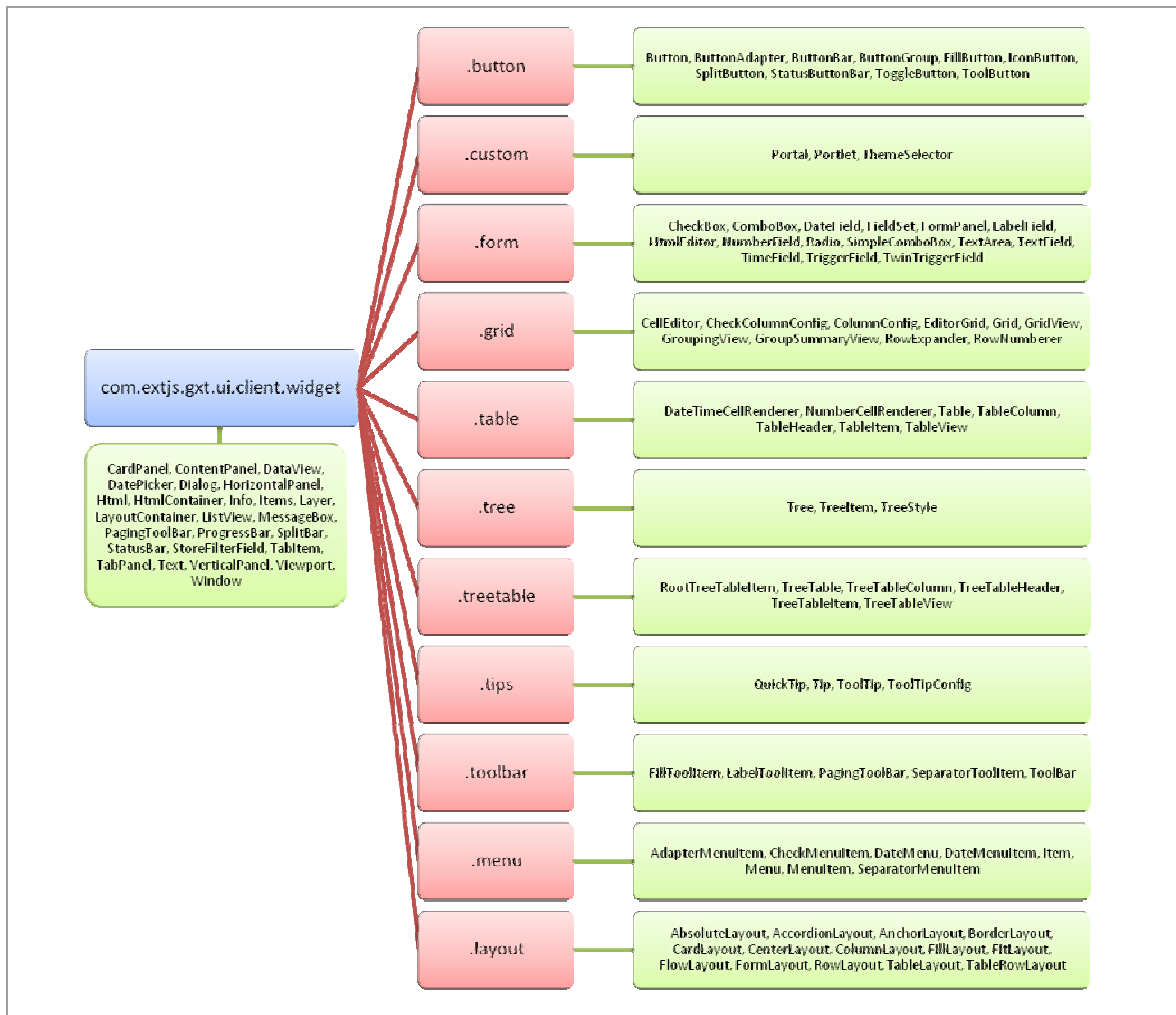 .button
Button, ButtonAdapter, ButtonBar, ButtonGroup, FillButton, IconButton,
SplitButton, StatusButtonBar, ToggleButton, ToolButton
.custom
Portal, Portlet, ThemeSelector
.form
CheckBox, ComboBox, DateField, FieldSet, FormPanel, LabelField,
HtmlEditor, NumberField, Radio, SimpleComboBox, TextArea, TextField,
TimeField, TriggerField, TwinTriggerField
.grid
CellEditor, CheckColumnConfig, ColumnConfig, EditorGrid, Grid, GridView,
GroupingView, GroupSummaryView, RowExpander, RowNumberer
com.extjs.gxt.ui.client.widget
CardPanel, ContentPanel, DataView,
DatePicker, Dialog, HorizontalPanel,
Html, HtmlContainer, Info, Items, Layer,
LayoutContainer, ListView, MessageBox,
PagingToolBar, ProgressBar, SplitBar,
StatusBar, StoreFilterField, TabItem,
TabPanel, Text, VerticalPanel, Viewport,
Window
.table
DateTimeCellRenderer, NumberCellRenderer, Table, TableColumn,
TableHeader, TableItem, TableView
.tree
Tree, TreeItem, TreeStyle
.treetable
RootTreeTableItem, TreeTable, TreeTableColumn, TreeTableHeader,
TreeTableItem, TreeTableView
.tips
QuickTip, Tip, ToolTip, ToolTipConfig
.toolbar
FillToolItem, LabelToolItem, PagingToolBar, SeparatorToolItem, ToolBar
.menu
AdapterMenuItem, CheckMenuItem, DateMenu, DateMenuItem, Item,
Menu, MenuItem, SeparatorMenuItem
.layout
AbsoluteLayout, AccordionLayout, AnchorLayout, BorderLayout,
CardLayout, CenterLayout, ColumnLayout, FillLayout, FitLayout,
FlowLayout, FormLayout, RowLayout, TableLayout, TableRowLayout